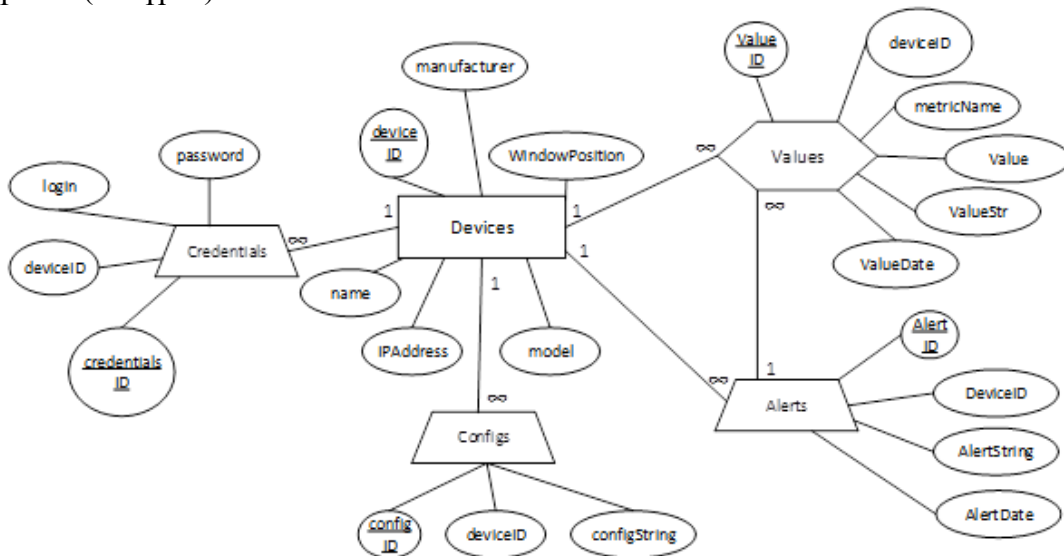 manufacturer
Value
ID
deviceID
metricName
device
ID
password
WindowPosition
∞
Values
Value
login
1
1
∞
ValueStr
Devices
∞
Credentials
1
deviceID
ValueDate
name
1
IPAddress
model
Alert
ID
credentials
ID
1
∞
∞
Alerts
DeviceID
Configs
AlertString
config
ID
deviceID
configString
AlertDate